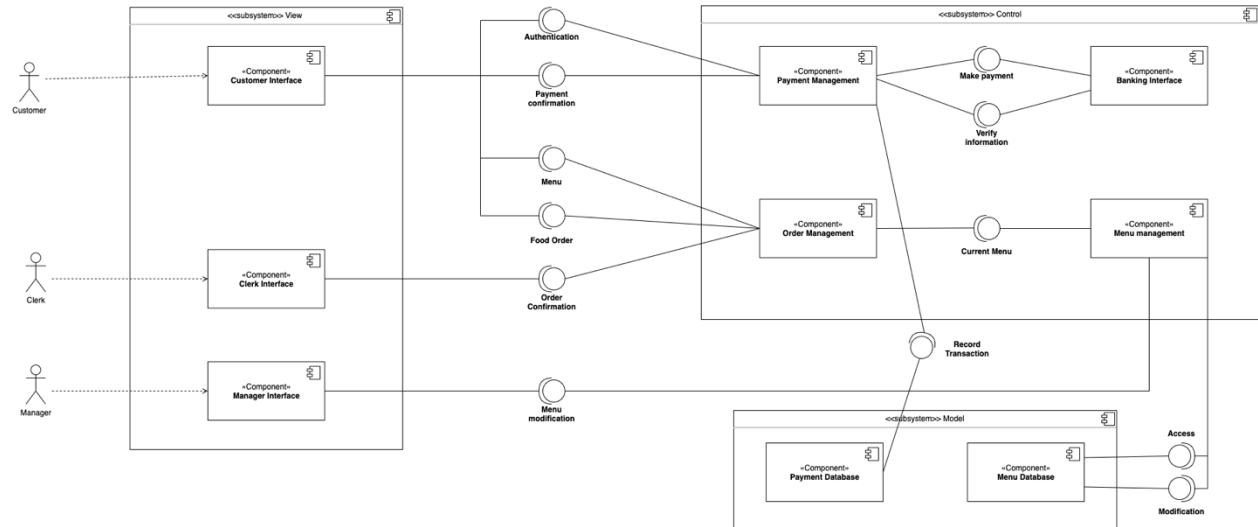 <<subsystem>> View
<<subsystem>> Control
Authentication
«Component»
Customer Interface
Customer
Payment
confirmation
«Component»
Payment Management
Make payment
«Component»
Banking Interface
Verify
information
Menu
Food Order
«Component»
Order Management
Current Menu
«Component»
Menu management
«Component»
Clerk Interface
Clerk
Order
Confirmation
Record
Transaction
«Component»
Manager Interface
Manager
Menu
modification
<<subsystem>> Model
Access
«Component»
Payment Database
«Component»
Menu Database
Modification